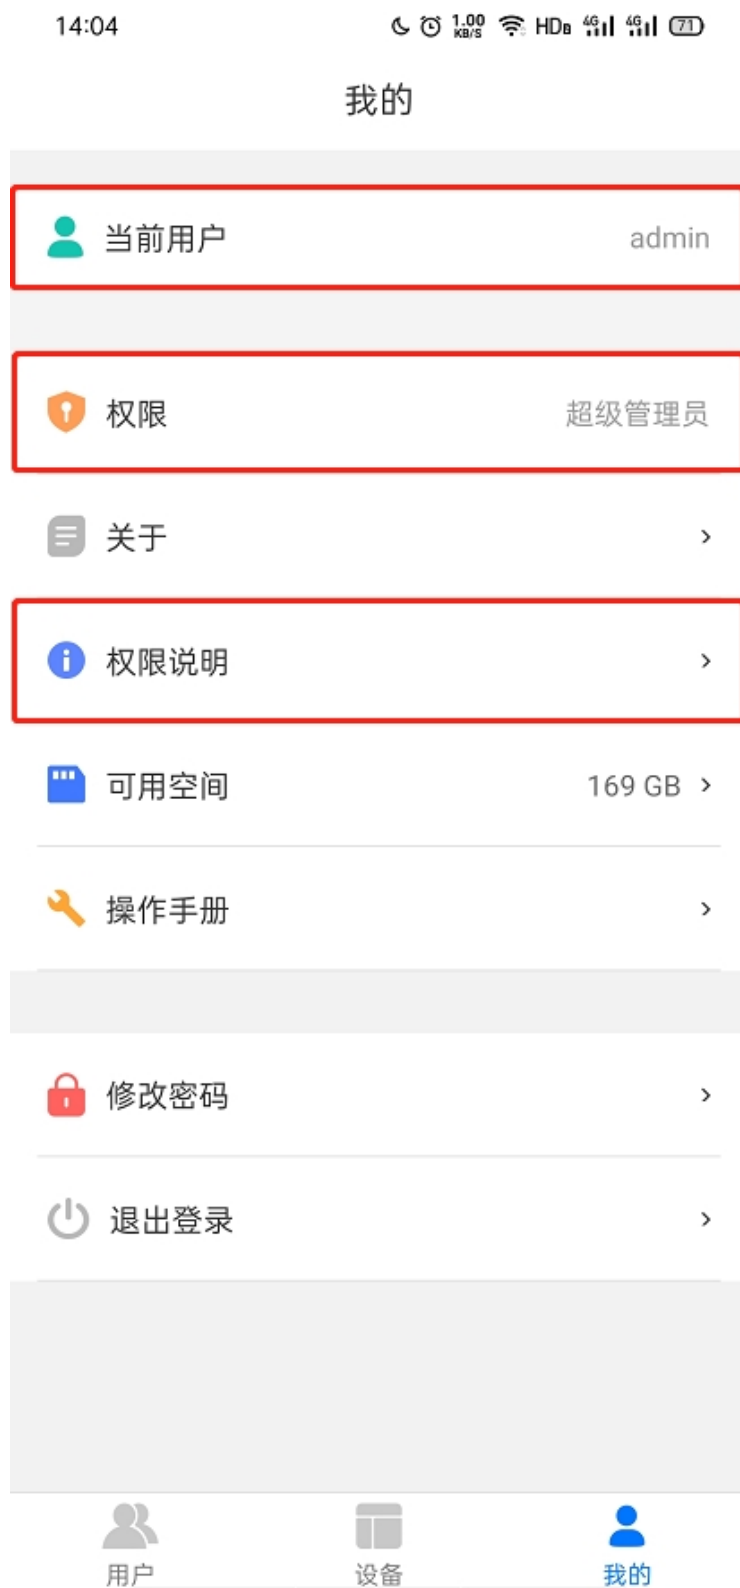 14:04 1.00 KB/S HDB 4G 4G 71
我的
当前用户 admin
权限 超级管理员
关于
权限说明
可用空间 169 GB
操作手册
修改密码
退出登录
用户 设备 我的